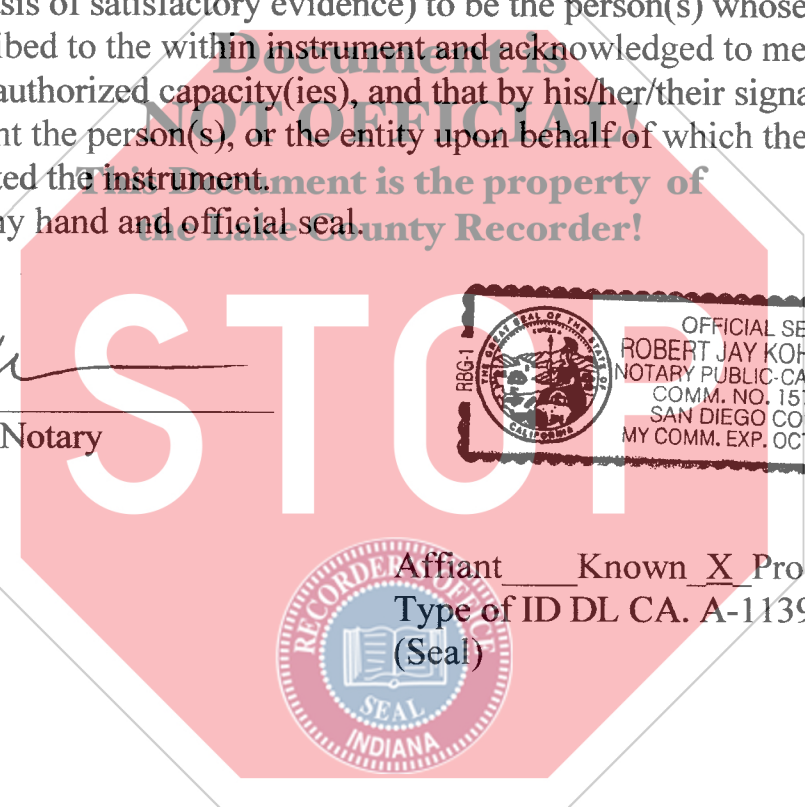 sis of satisfactory evidence) to be the person(s) whose
ibed to the within instrument and acknowledged to me
authorized capacity(ies), and that by his/her/their signa
nt the person(s), or the entity upon behalf of which the
ted the instrument.
ny hand and official seal.
Document is
NOT OFFICIAL!
This Document is the property of
the Lake County Recorder!
STOP
Notary
RBG-1
THE GREAT SEAL OF THE STATE OF
EUREKA
CALIFORNIA
OFFICIAL SE
ROBERT JAY KOH
NOTARY PUBLIC-CA
COMM. NO. 157
SAN DIEGO CO
MY COMM. EXP. OCT
Affiant____Known_X_Pro
Type of ID DL CA. A-1139
(Seal)
RECORDER'S OFFICE
SEAL
INDIANA